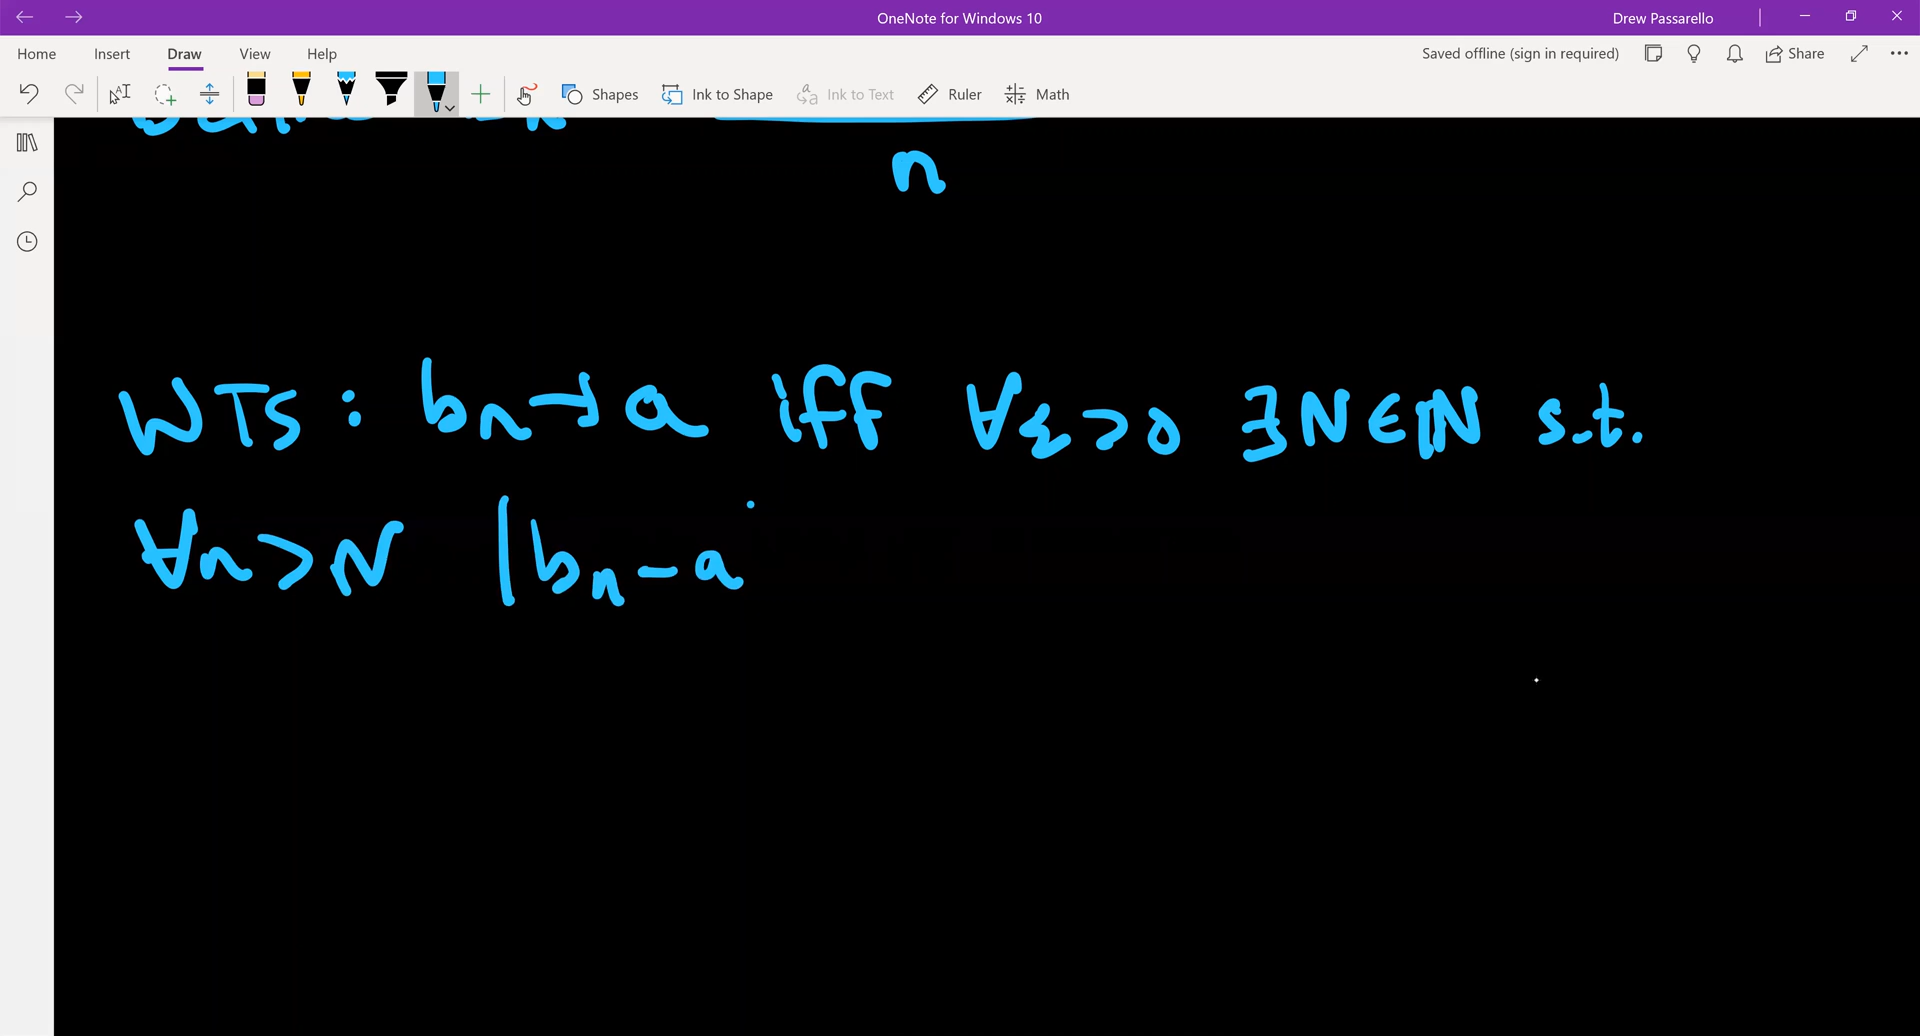 OneNote for Windows 10
Drew Passarello
Home Insert Draw View Help
Saved offline (sign in required)
Share
Shapes
Ink to Shape
Ink to Text
Ruler
Math
n
WTS: bₙ→a iff ∀ε>0 ∃N∈ℕ s.t.
∀n>N |bₙ-a